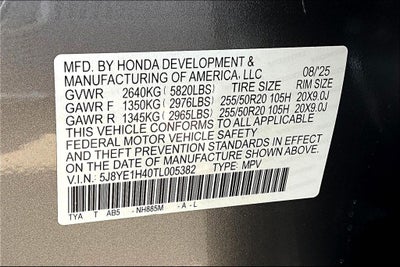 MFD. BY HONDA DEVELOPMENT &
MANUFACTURING OF AMERICA, LLC 08/'25
GVWR 2640KG (5820LBS) TIRE SIZE RIM SIZE
GAWR F 1350KG (2976LBS) 255/50R20 105H 20X9.0J
GAWR R 1345KG (2965LBS) 255/50R20 105H 20X9.0J
THIS VEHICLE CONFORMS TO ALL APPLICABLE
FEDERAL MOTOR VEHICLE SAFETY
AND THEFT PREVENTION STANDARDS IN EFFECT
ON THE DATE OF MANUFACTURE SHOWN ABOVE.
V.I.N.: 5J8YE1H40TL005382 TYPE: MPV
TYA T AB5 - NH885M - A - L